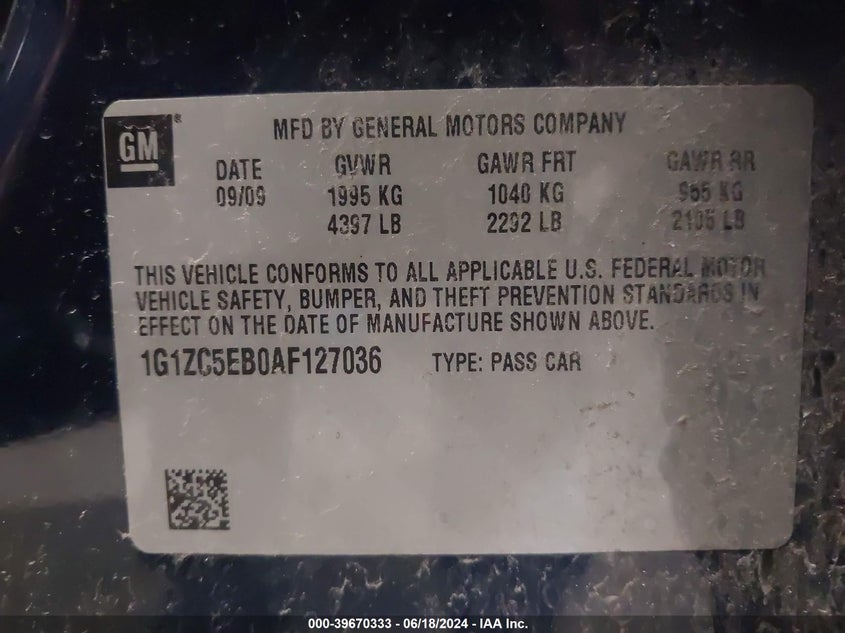 GM®
MFD BY GENERAL MOTORS COMPANY
DATE GVWR GAWR FRT GAWR RR
09/09 1995 KG 1040 KG 955 KG
4397 LB 2292 LB 2105 LB
THIS VEHICLE CONFORMS TO ALL APPLICABLE U.S. FEDERAL MOTOR
VEHICLE SAFETY, BUMPER, AND THEFT PREVENTION STANDARDS IN
EFFECT ON THE DATE OF MANUFACTURE SHOWN ABOVE.
1G1ZC5EB0AF127036 TYPE: PASS CAR
000-39670333 - 06/18/2024 - IAA Inc.